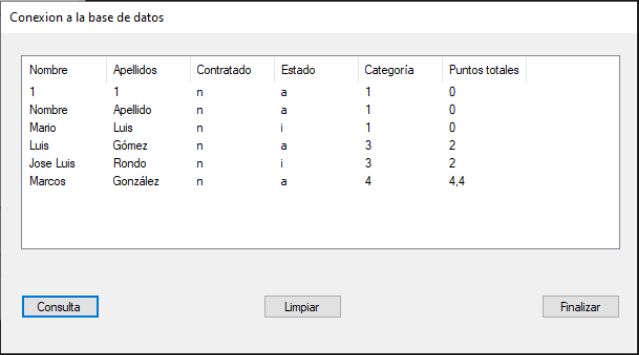 Conexion a la base de datos
Nombre Apellidos Contratado Estado Categoría Puntos totales
1 1 n a 1 0
Nombre Apellido n a 1 0
Mario Luis n i 1 0
Luis Gómez n a 3 2
Jose Luis Rondo n i 3 2
Marcos González n a 4 4,4
Consulta Limpiar Finalizar